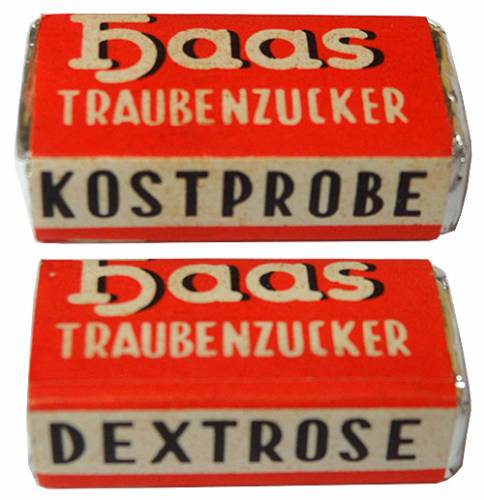 Haas
TRAUBENZUCKER
KOSTPROBE
Haas
TRAUBENZUCKER
DEXTROSE